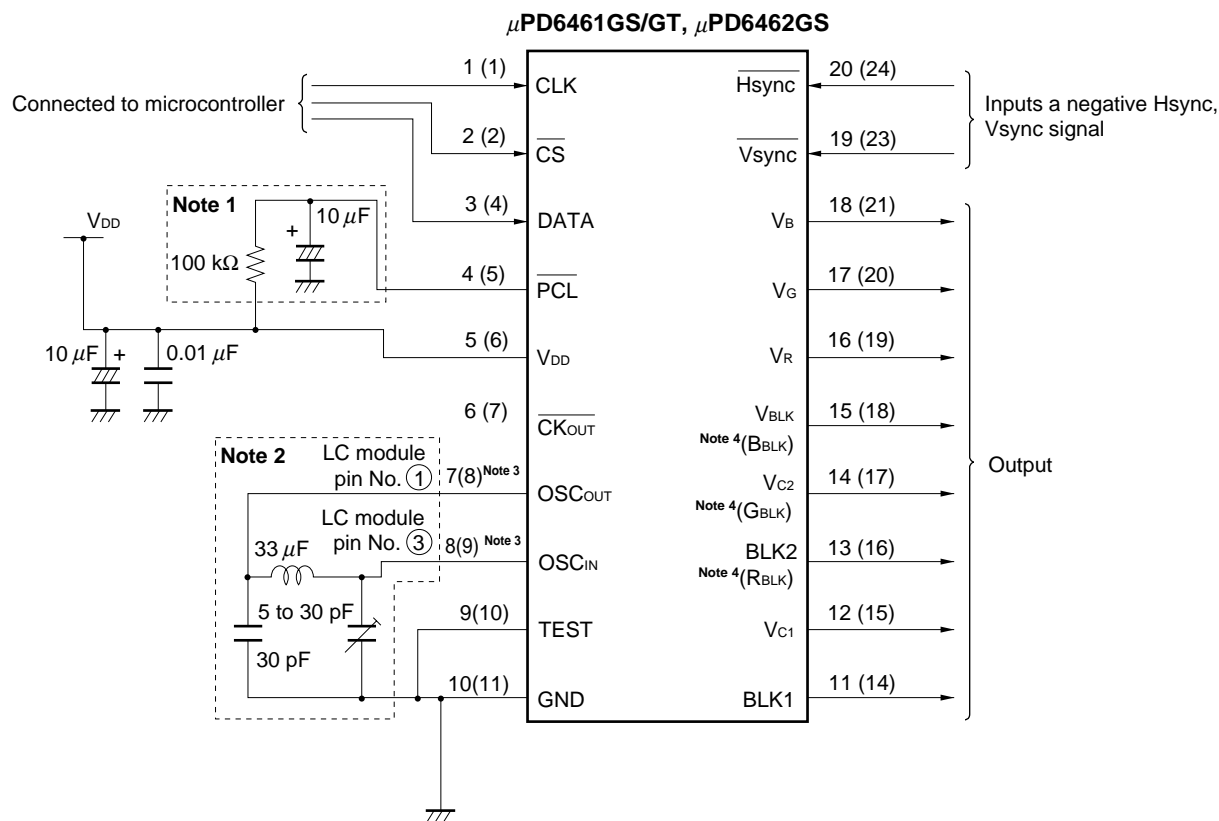 μPD6461GS/GT, μPD6462GS
Connected to microcontroller
1 (1)
CLK
2 (2)
CS
3 (4)
DATA
Note 1
10 μF
+
100 kΩ
VDD
4 (5)
PCL
5 (6)
VDD
10 μF
+
0.01 μF
6 (7)
CKOUT
Note 2
LC module
pin No. ①
7(8) Note 3
OSCOUT
LC module
pin No. ③
8(9) Note 3
OSCIN
33 μF
5 to 30 pF
30 pF
9(10)
TEST
10(11)
GND
20 (24)
Hsync
19 (23)
Vsync
Inputs a negative Hsync,
Vsync signal
18 (21)
VB
17 (20)
VG
16 (19)
VR
15 (18)
VBLK
Note 4(BBLK)
14 (17)
VC2
Note 4(GBLK)
13 (16)
BLK2
Note 4(RBLK)
12 (15)
VC1
11 (14)
BLK1
Output